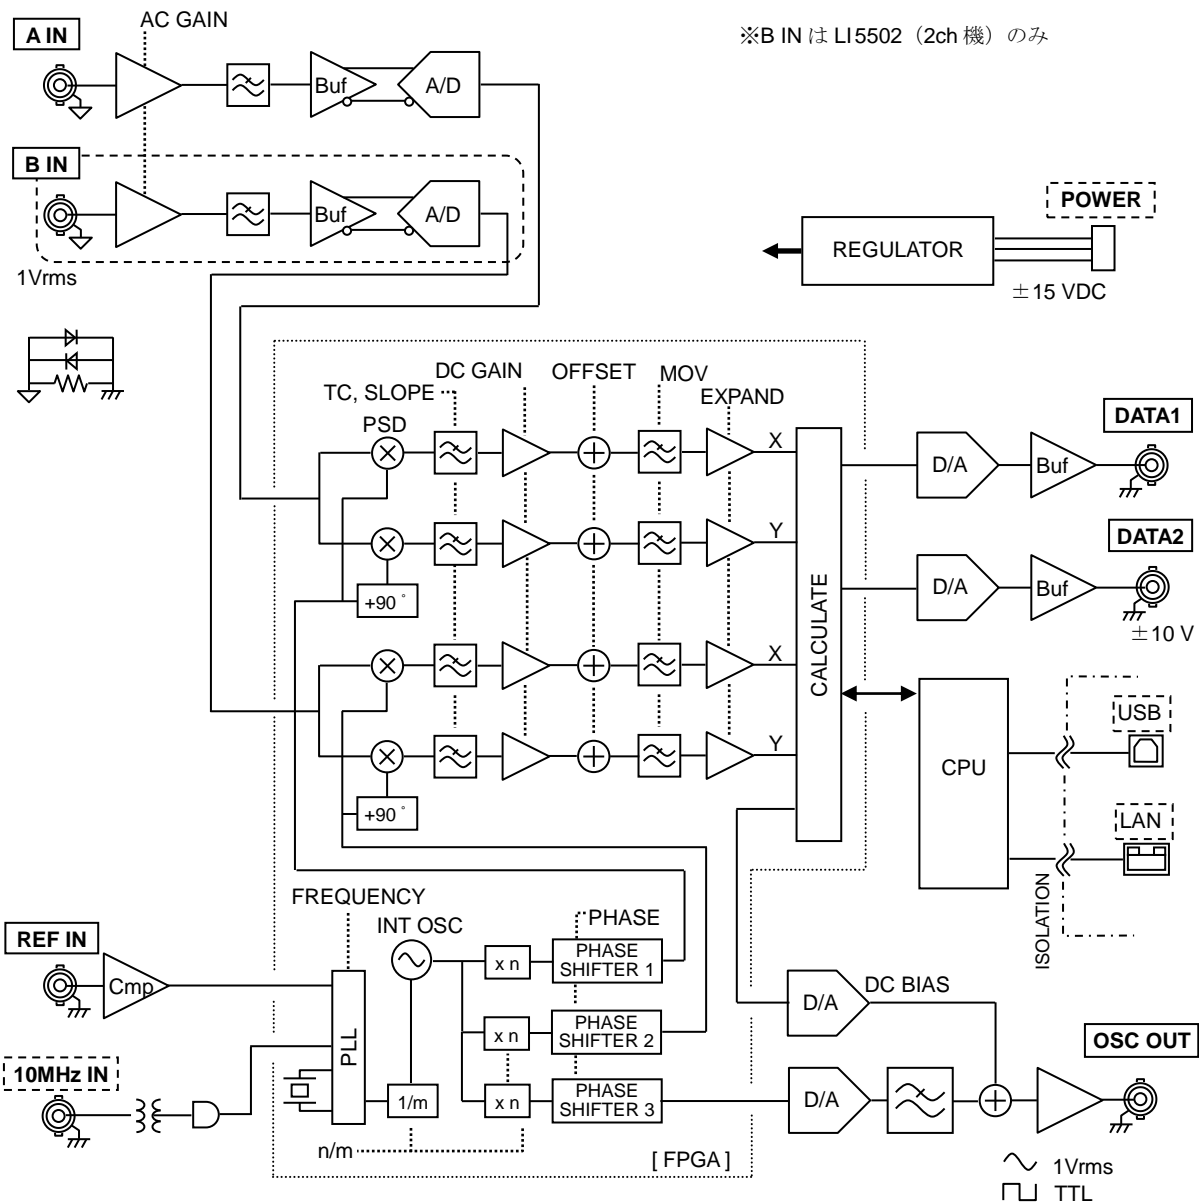 AC GAIN
※B IN は LI5502（2ch 機）のみ
A IN
Buf
A/D
B IN
Buf
A/D
1Vrms
POWER
REGULATOR
±15 VDC
DC GAIN
OFFSET
MOV
TC, SLOPE
EXPAND
PSD
X
Y
+90°
X
Y
+90°
CALCULATE
D/A
Buf
DATA1
D/A
Buf
DATA2
±10 V
CPU
USB
LAN
ISOLATION
FREQUENCY
INT OSC
PHASE
REF IN
Cmp
x n
PHASE
SHIFTER 1
x n
PHASE
SHIFTER 2
PLL
10MHz IN
1/m
x n
PHASE
SHIFTER 3
n/m
[ FPGA ]
D/A
DC BIAS
D/A
OSC OUT
1Vrms
TTL